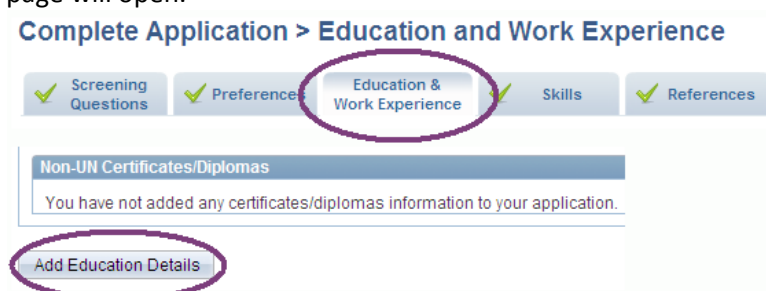 page will open.
Complete Application > Education and Work Experience
Screening Questions
Preferences
Education & Work Experience
Skills
References
Non-UN Certificates/Diplomas
You have not added any certificates/diplomas information to your application.
Add Education Details